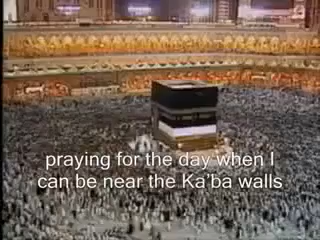 praying for the day when I
can be near the Ka'ba walls